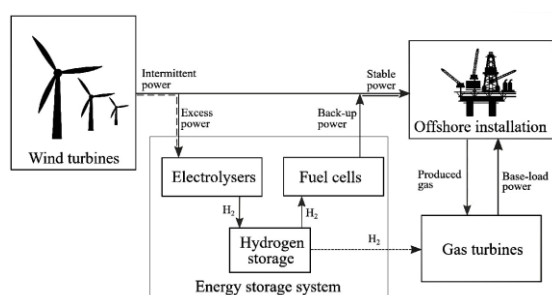 Intermittent
power
Stable
power
Excess
power
Back-up
power
Wind turbines
Offshore installation
Electrolysers
Fuel cells
Produced
gas
Base-load
power
H₂
H₂
Hydrogen
storage
H₂
Gas turbines
Energy storage system